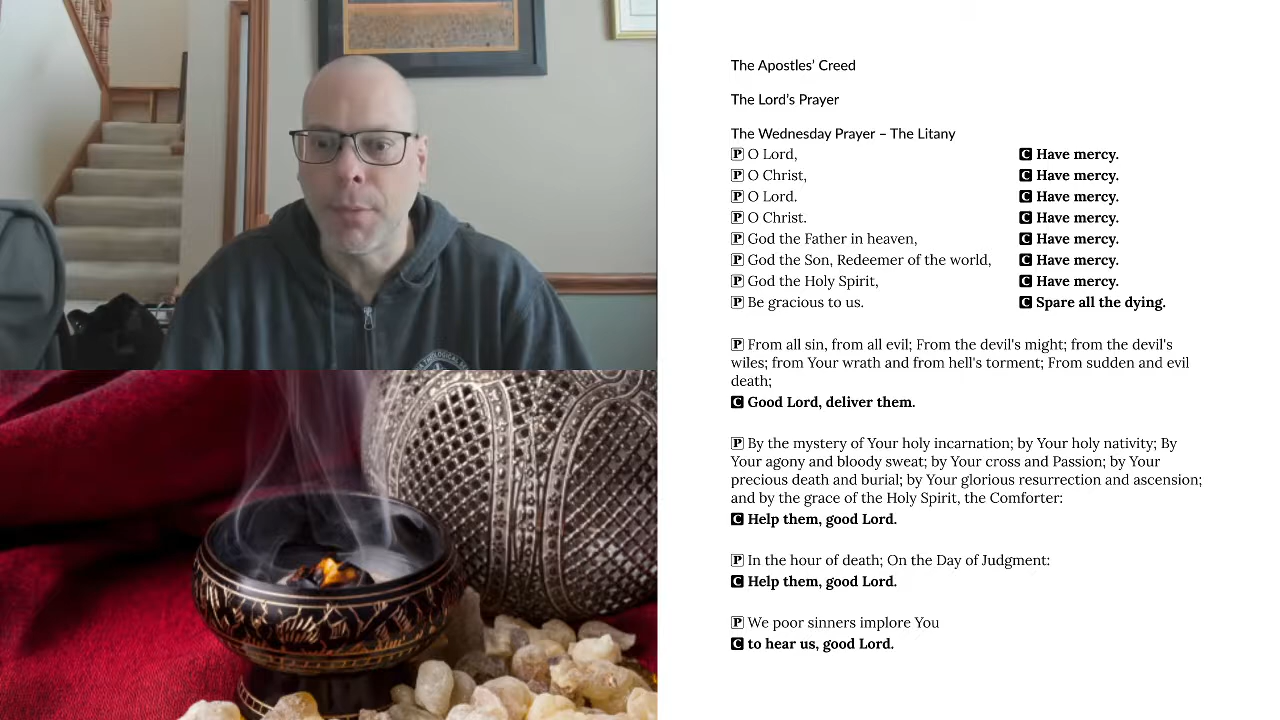 The Apostles' Creed
The Lord's Prayer
The Wednesday Prayer – The Litany
P O Lord, C Have mercy.
P O Christ, C Have mercy.
P O Lord. C Have mercy.
P O Christ. C Have mercy.
P God the Father in heaven, C Have mercy.
P God the Son, Redeemer of the world, C Have mercy.
P God the Holy Spirit, C Have mercy.
P Be gracious to us. C Spare all the dying.
P From all sin, from all evil; From the devil's might; from the devil's
wiles; from Your wrath and from hell's torment; From sudden and evil
death;
C Good Lord, deliver them.
P By the mystery of Your holy incarnation; by Your holy nativity; By
Your agony and bloody sweat; by Your cross and Passion; by Your
precious death and burial; by Your glorious resurrection and ascension;
and by the grace of the Holy Spirit, the Comforter:
C Help them, good Lord.
P In the hour of death; On the Day of Judgment:
C Help them, good Lord.
P We poor sinners implore You
C to hear us, good Lord.